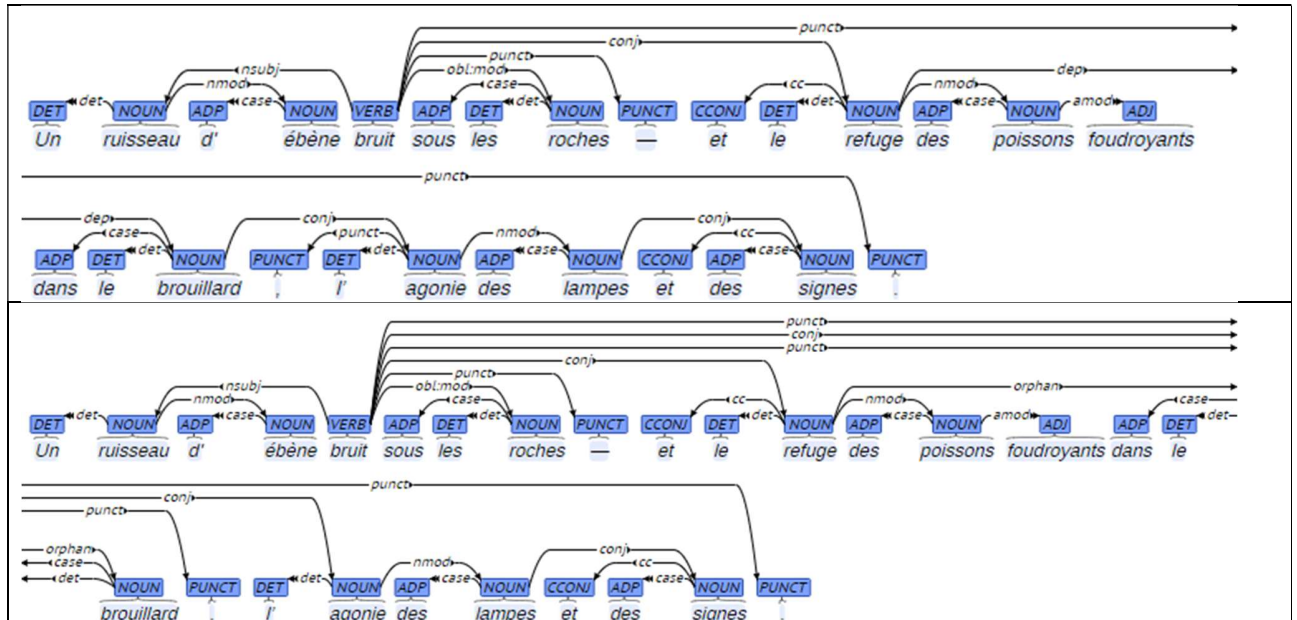 punct
conj
punct
nsubj obl:mod dep
nmod case cc nmod
det case det det case amod
DET NOUN ADP NOUN VERB ADP DET NOUN PUNCT CCONJ DET NOUN ADP NOUN ADJ
Un ruisseau d' ébène bruit sous les roches — et le refuge des poissons foudroyants
punct
dep conj conj
case punct nmod cc
det det case case
ADP DET NOUN PUNCT DET NOUN ADP NOUN CCONJ ADP NOUN PUNCT
dans le brouillard , l' agonie des lampes et des signes .
punct
conj
punct
conj
punct
nsubj obl:mod orphan
nmod case cc nmod case
det case det det case amod det
DET NOUN ADP NOUN VERB ADP DET NOUN PUNCT CCONJ DET NOUN ADP NOUN ADJ ADP DET
Un ruisseau d' ébène bruit sous les roches — et le refuge des poissons foudroyants dans le
punct
conj
punct
orphan conj
case nmod cc
det det case case
NOUN PUNCT DET NOUN ADP NOUN CCONJ ADP NOUN PUNCT
brouillard , l' agonie des lampes et des signes .